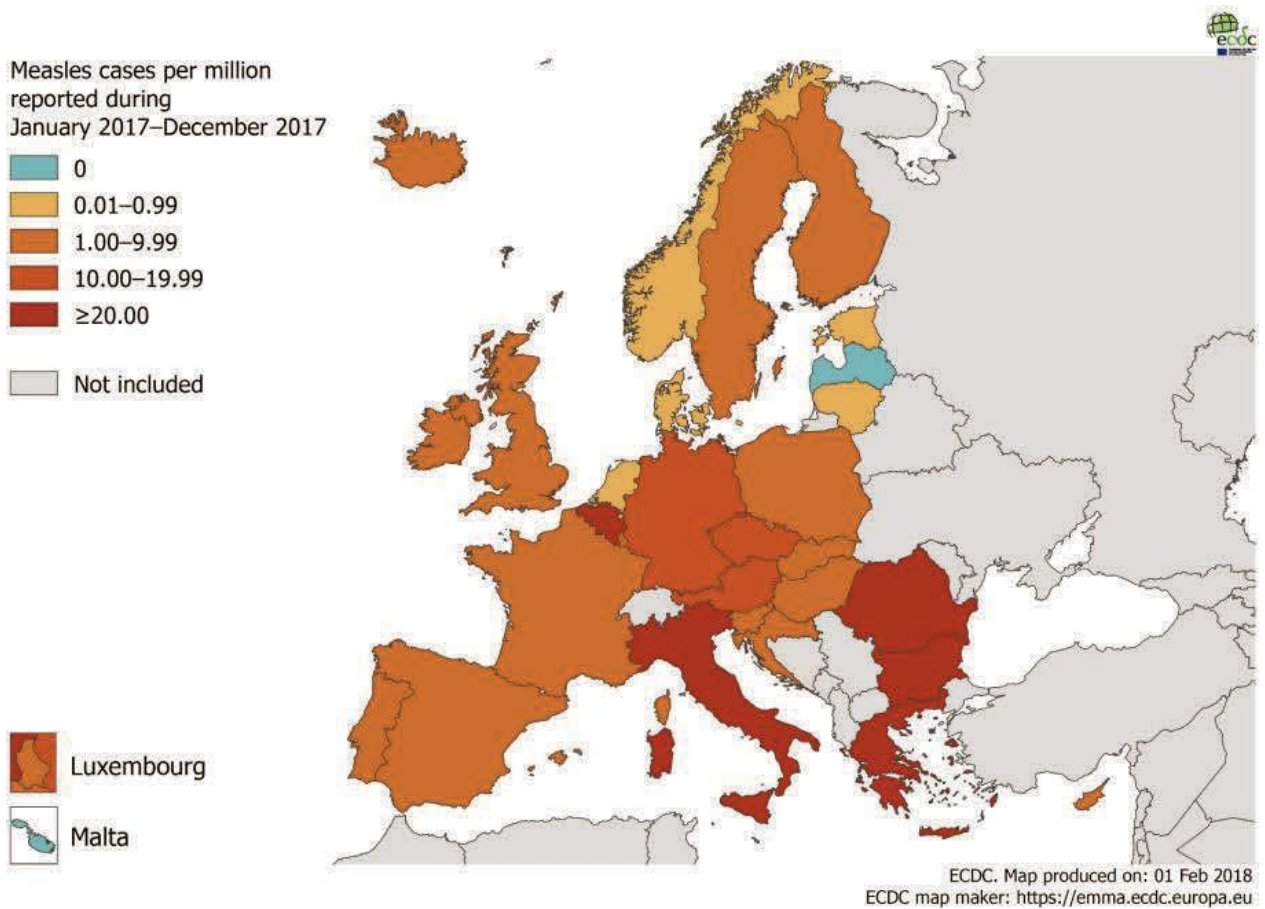 ecdc
Measles cases per million
reported during
January 2017–December 2017
0
0.01–0.99
1.00–9.99
10.00–19.99
≥20.00
Not included
Luxembourg
Malta
ECDC. Map produced on: 01 Feb 2018
ECDC map maker: https://emma.ecdc.europa.eu